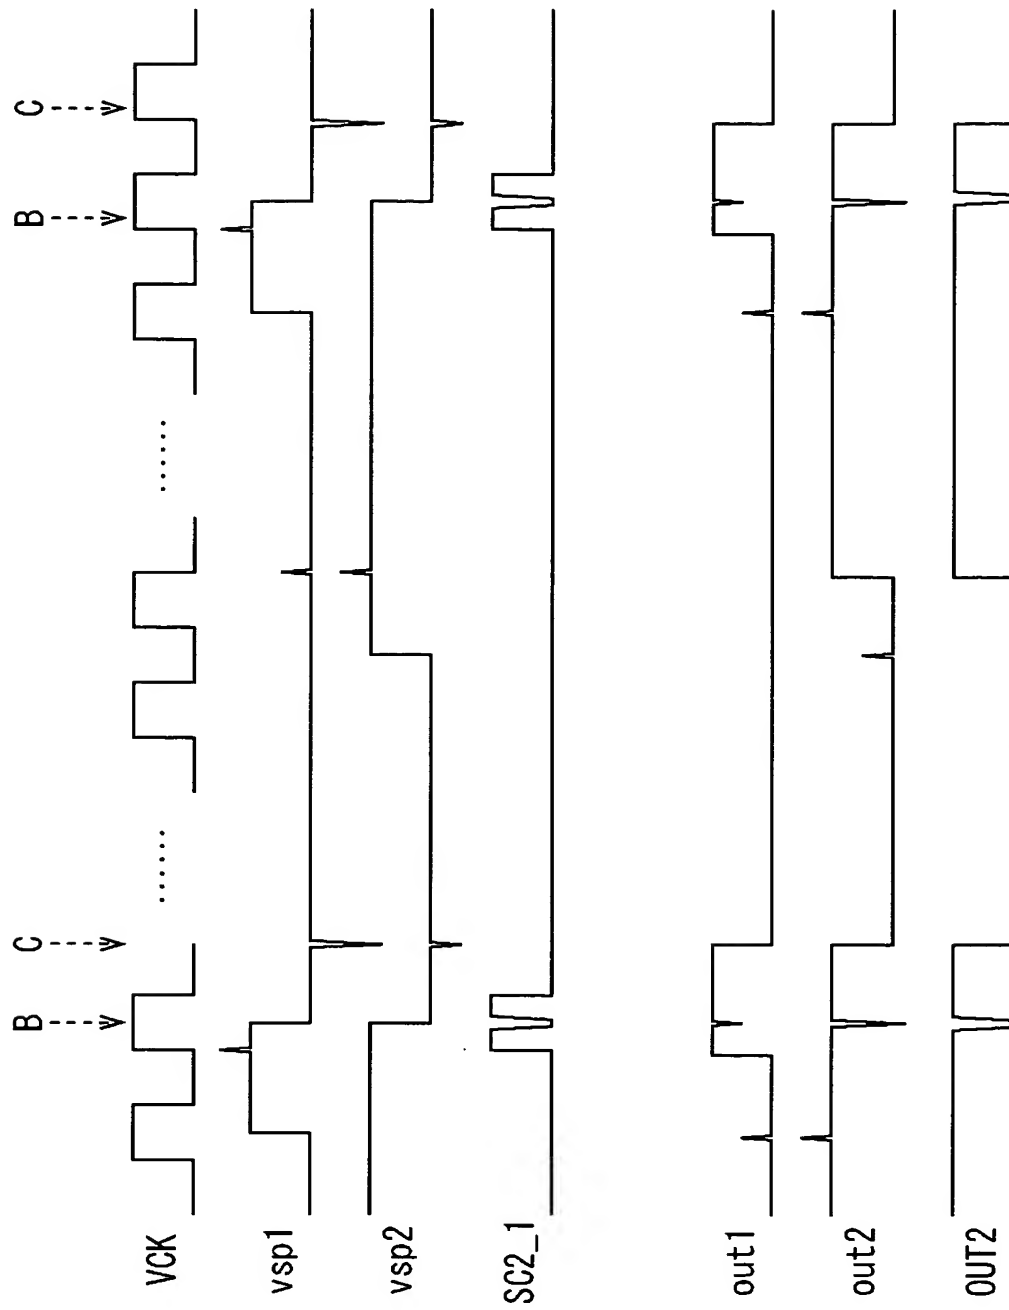 B
C
B
C
VCK
......
......
vsp1
vsp2
SC2_1
out1
out2
OUT2